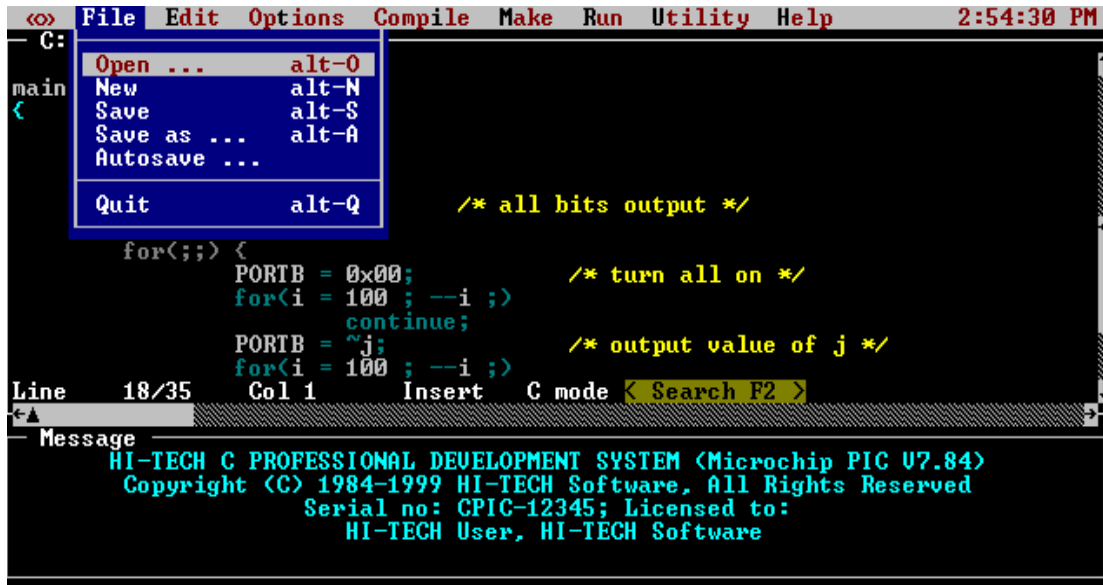 <o> File Edit Options Compile Make Run Utility Help 2:54:30 PM
C:
Open ... alt-O
main New alt-N
{ Save alt-S
Save as ... alt-A
Autosave ...
Quit alt-Q /* all bits output */
for(;;) {
PORTB = 0x00; /* turn all on */
for(i = 100 ; --i ;)
continue;
PORTB = ~j; /* output value of j */
for(i = 100 ; --i ;)
Line 18/35 Col 1 Insert C mode < Search F2 >
Message
HI-TECH C PROFESSIONAL DEVELOPMENT SYSTEM (Microchip PIC V7.84)
Copyright (C) 1984-1999 HI-TECH Software, All Rights Reserved
Serial no: CPIC-12345; Licensed to:
HI-TECH User, HI-TECH Software